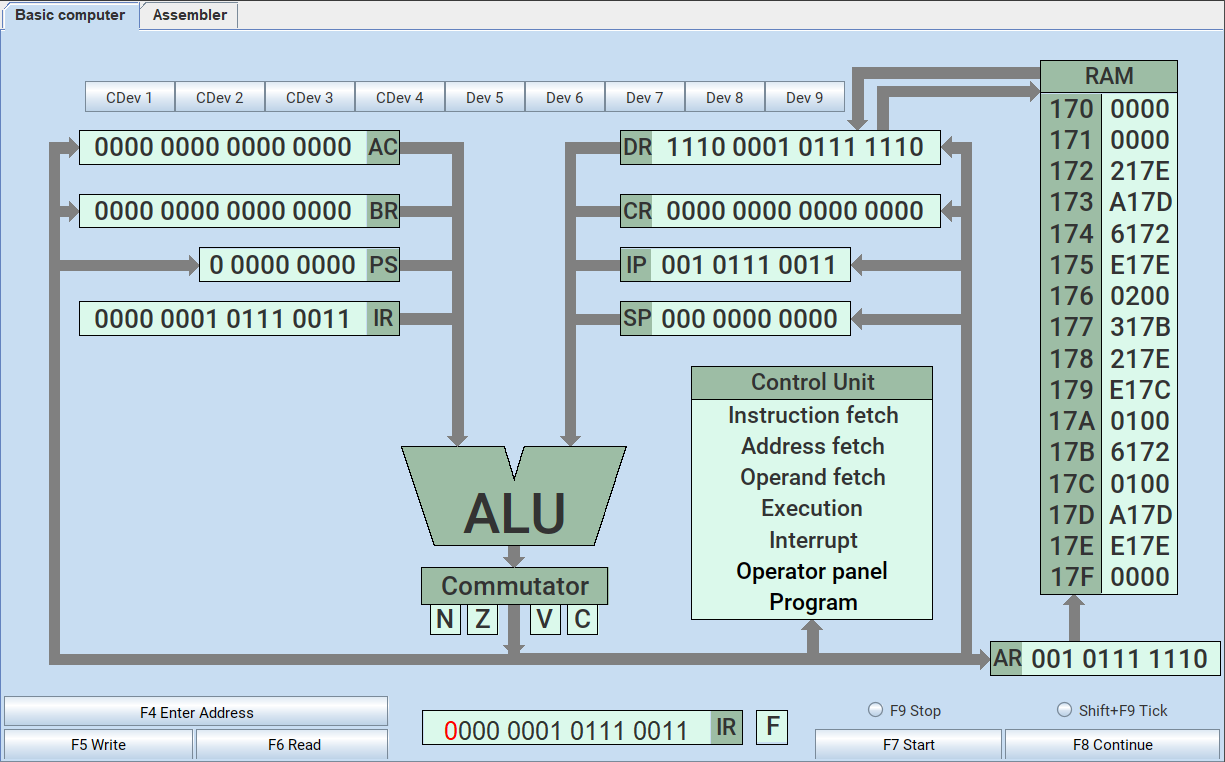 Basic computer Assembler
CDev 1 CDev 2 CDev 3 CDev 4 Dev 5 Dev 6 Dev 7 Dev 8 Dev 9
0000 0000 0000 0000 AC
0000 0000 0000 0000 BR
0 0000 0000 PS
0000 0001 0111 0011 IR
DR 1110 0001 0111 1110
CR 0000 0000 0000 0000
IP 001 0111 0011
SP 000 0000 0000
RAM
170 0000
171 0000
172 217E
173 A17D
174 6172
175 E17E
176 0200
177 317B
178 217E
179 E17C
17A 0100
17B 6172
17C 0100
17D A17D
17E E17E
17F 0000
ALU
Commutator
N Z V C
Control Unit
Instruction fetch
Address fetch
Operand fetch
Execution
Interrupt
Operator panel
Program
AR 001 0111 1110
F4 Enter Address
F5 Write F6 Read
0000 0001 0111 0011 IR F
F9 Stop Shift+F9 Tick
F7 Start F8 Continue